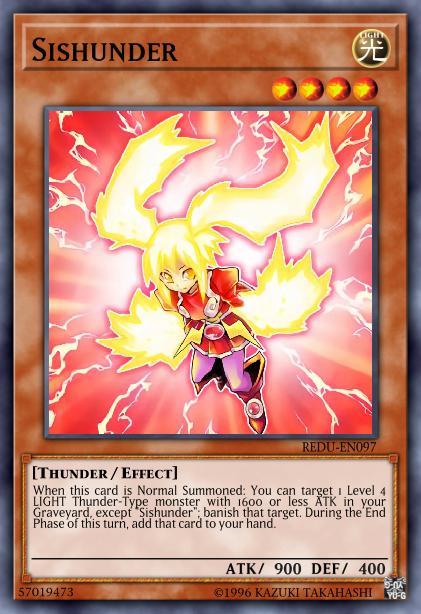 SISHUNDER
LIGHT
光
REDU-EN097
[THUNDER / EFFECT]
When this card is Normal Summoned: You can target 1 Level 4
LIGHT Thunder-Type monster with 1600 or less ATK in your
Graveyard, except "Sishunder"; banish that target. During the End
Phase of this turn, add that card to your hand.
ATK/ 900 DEF/ 400
57019473
©1996 KAZUKI TAKAHASHI